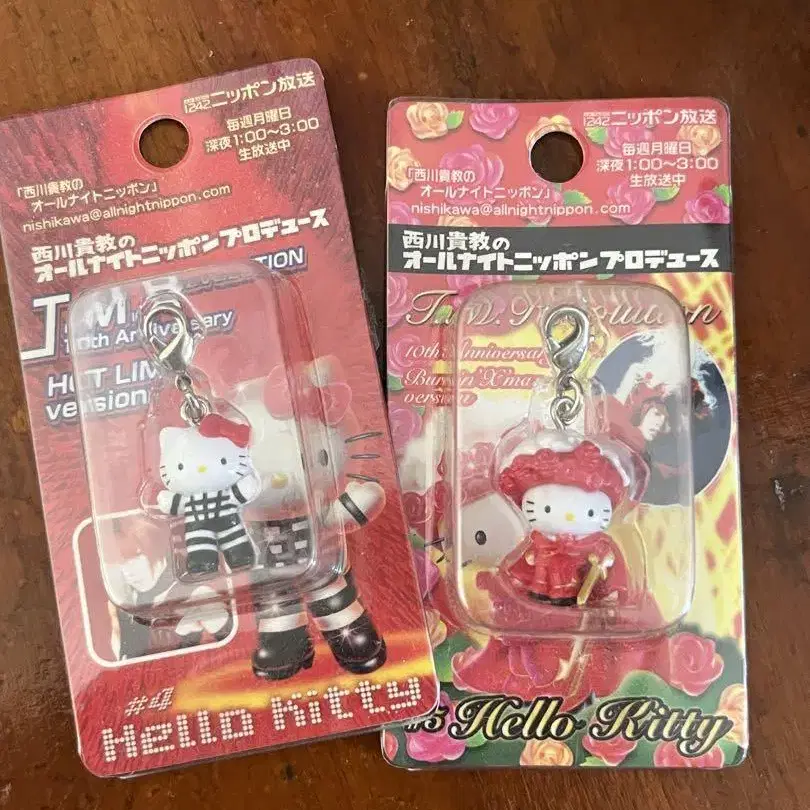 1242ニッポン放送
毎週月曜日
深夜1:00~3:00
生放送中
「西川貴教の
オールナイトニッポン」
nishikawa@allnightnippon.com
西川貴教の
オールナイトニッポンプロデュース
10th Anniversary
HOT LIM
version
#4
Hello Kitty
1242ニッポン放送
毎週月曜日
深夜1:00~3:00
生放送中
「西川貴教の
オールナイトニッポン」
nishikawa@allnightnippon.com
西川貴教の
オールナイトニッポンプロデュース
10th Anniversary
Burnin' X'mas
version
#5 Hello Kitty